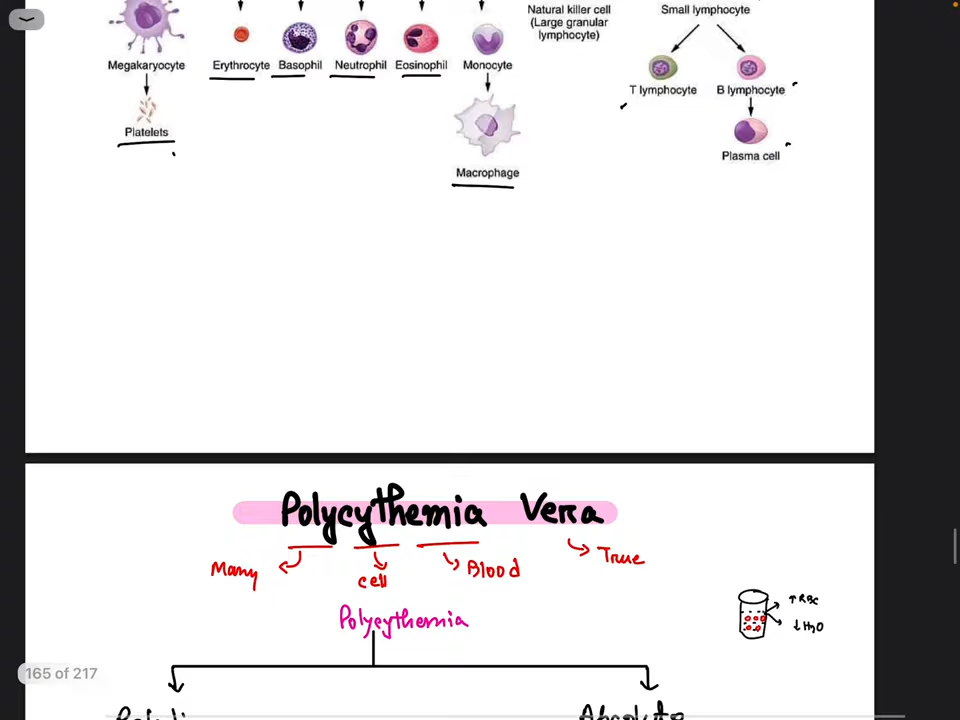 Natural killer cell
(Large granular
lymphocyte)
Small lymphocyte
Megakaryocyte
Erythrocyte
Basophil
Neutrophil
Eosinophil
Monocyte
T lymphocyte
B lymphocyte
Platelets
Plasma cell
Macrophage
Polycythemia Vera
Many
cell
Blood
True
Polycythemia
↑ RBC
↓ H2O
165 of 217
Absolute